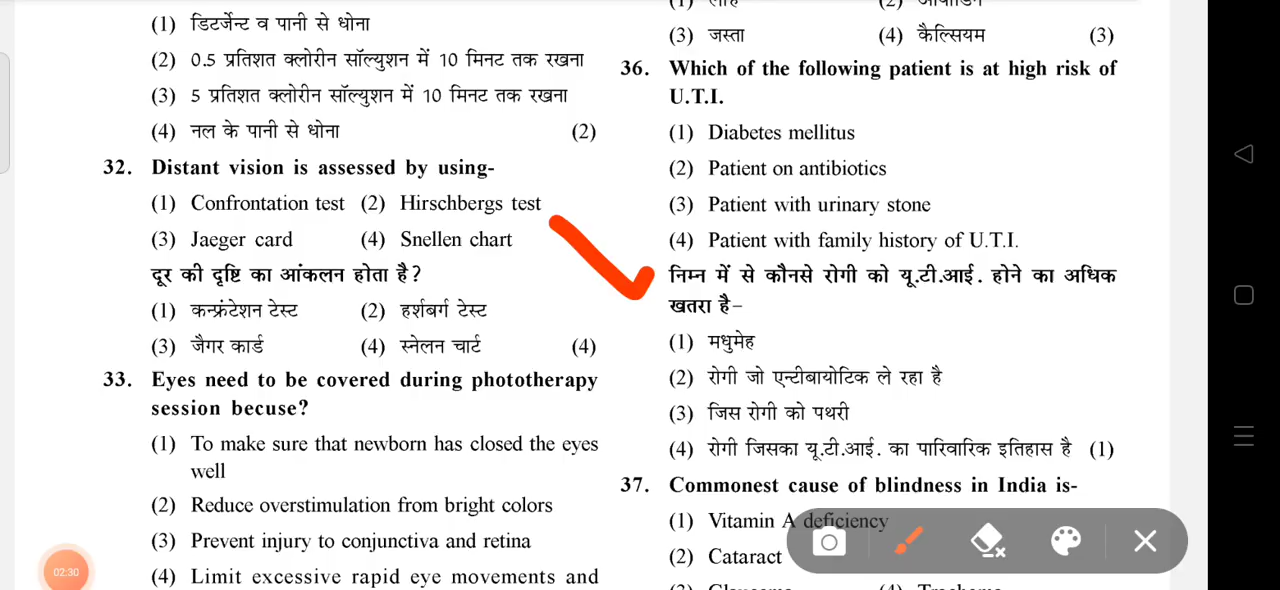 (1) डिटर्जेन्ट व पानी से धोना
(2) 0.5 प्रतिशत क्लोरीन सॉल्युशन में 10 मिनट तक रखना
(3) 5 प्रतिशत क्लोरीन सॉल्युशन में 10 मिनट तक रखना
(4) नल के पानी से धोना (2)
32. Distant vision is assessed by using-
(1) Confrontation test (2) Hirschbergs test
(3) Jaeger card (4) Snellen chart
दूर की दृष्टि का आंकलन होता है?
(1) कन्फ्रंटेशन टेस्ट (2) हर्शबर्ग टेस्ट
(3) जैगर कार्ड (4) स्नेलन चार्ट (4)
33. Eyes need to be covered during phototherapy
session becuse?
(1) To make sure that newborn has closed the eyes
well
(2) Reduce overstimulation from bright colors
(3) Prevent injury to conjunctiva and retina
(4) Limit excessive rapid eye movements and
02:30
(3) जस्ता (4) कैल्सियम (3)
36. Which of the following patient is at high risk of
U.T.I.
(1) Diabetes mellitus
(2) Patient on antibiotics
(3) Patient with urinary stone
(4) Patient with family history of U.T.I.
निम्न में से कौनसे रोगी को यू.टी.आई. होने का अधिक
खतरा है-
(1) मधुमेह
(2) रोगी जो एन्टीबायोटिक ले रहा है
(3) जिस रोगी को पथरी
(4) रोगी जिसका यू.टी.आई. का पारिवारिक इतिहास है (1)
37. Commonest cause of blindness in India is-
(1) Vitamin A deficiency
(2) Cataract